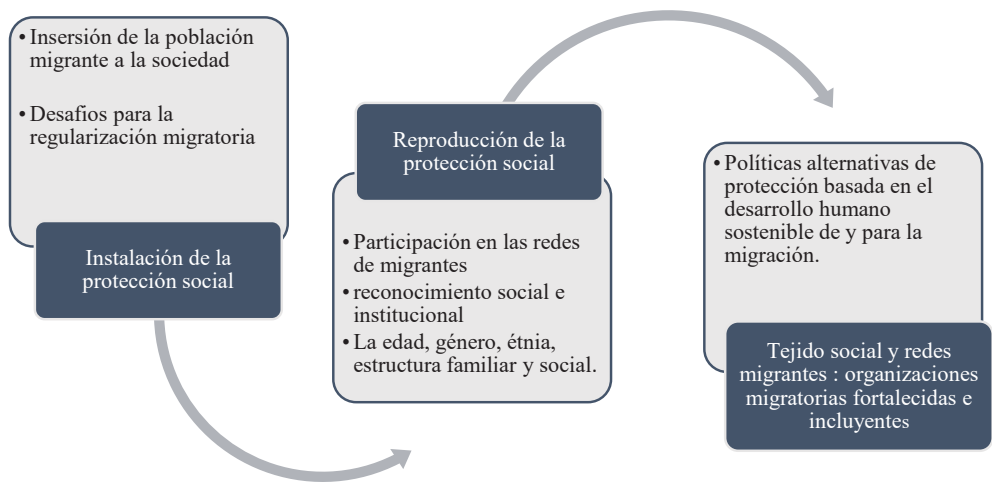 • Insersión de la población
migrante a la sociedad
• Desafios para la
regularización migratoria
Instalación de la
protección social
Reproducción de la
protección social
• Participación en las redes
de migrantes
• reconocimiento social e
institucional
• La edad, género, étnia,
estructura familiar y social.
• Políticas alternativas de
protección basada en el
desarrollo humano
sostenible de y para la
migración.
Tejido social y redes
migrantes : organizaciones
migratorias fortalecidas e
incluyentes